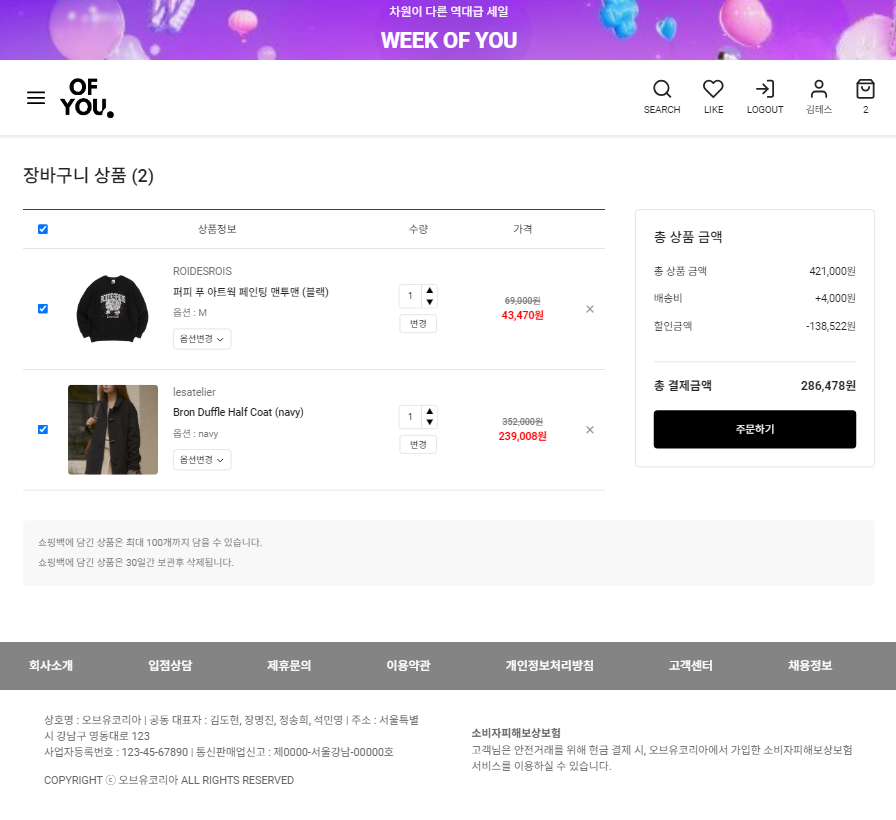 차원이 다른 역대급 세일
WEEK OF YOU
OF
YOU.
SEARCH
LIKE
LOGOUT
김테스
2
장바구니 상품 (2)
상품정보
수량
가격
ROIDESROIS
퍼피 푸 아트웍 페인팅 맨투맨 (블랙)
옵션 : M
옵션변경
1
변경
69,000원
43,470원
×
lesatelier
Bron Duffle Half Coat (navy)
옵션 : navy
옵션변경
1
변경
352,000원
239,008원
×
총 상품 금액
총 상품 금액 421,000원
배송비 +4,000원
할인금액 -138,522원
총 결제금액 286,478원
주문하기
쇼핑백에 담긴 상품은 최대 100개까지 담을 수 있습니다.
쇼핑백에 담긴 상품은 30일간 보관후 삭제됩니다.
회사소개 입점상담 제휴문의 이용약관 개인정보처리방침 고객센터 채용정보
상호명 : 오브유코리아 | 공동 대표자 : 김도현, 장명진, 정송희, 석민영 | 주소 : 서울특별
시 강남구 영동대로 123
사업자등록번호 : 123-45-67890 | 통신판매업신고 : 제0000-서울강남-00000호
COPYRIGHT ⓒ 오브유코리아 ALL RIGHTS RESERVED
소비자피해보상보험
고객님은 안전거래를 위해 현금 결제 시, 오브유코리아에서 가입한 소비자피해보상보험
서비스를 이용하실 수 있습니다.